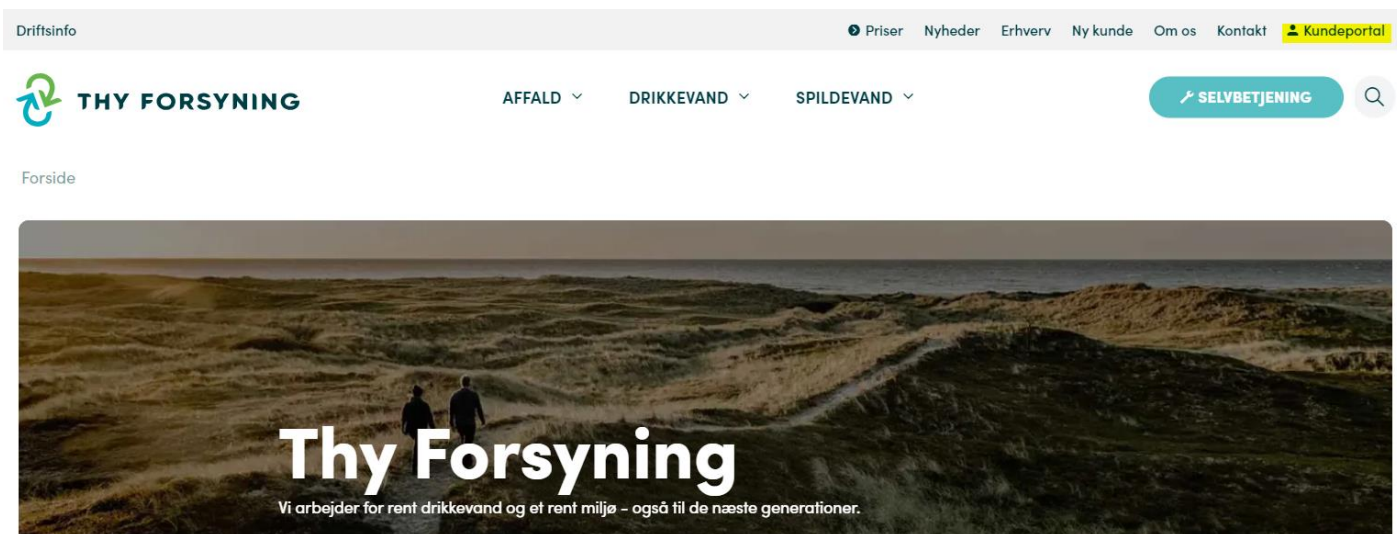 Driftsinfo Priser Nyheder Erhverv Ny kunde Om os Kontakt Kundeportal
THY FORSYNING AFFALD DRIKKEVAND SPILDEVAND SELVBETJENING
Forside
Thy Forsyning
Vi arbejder for rent drikkevand og et rent miljø - også til de næste generationer.